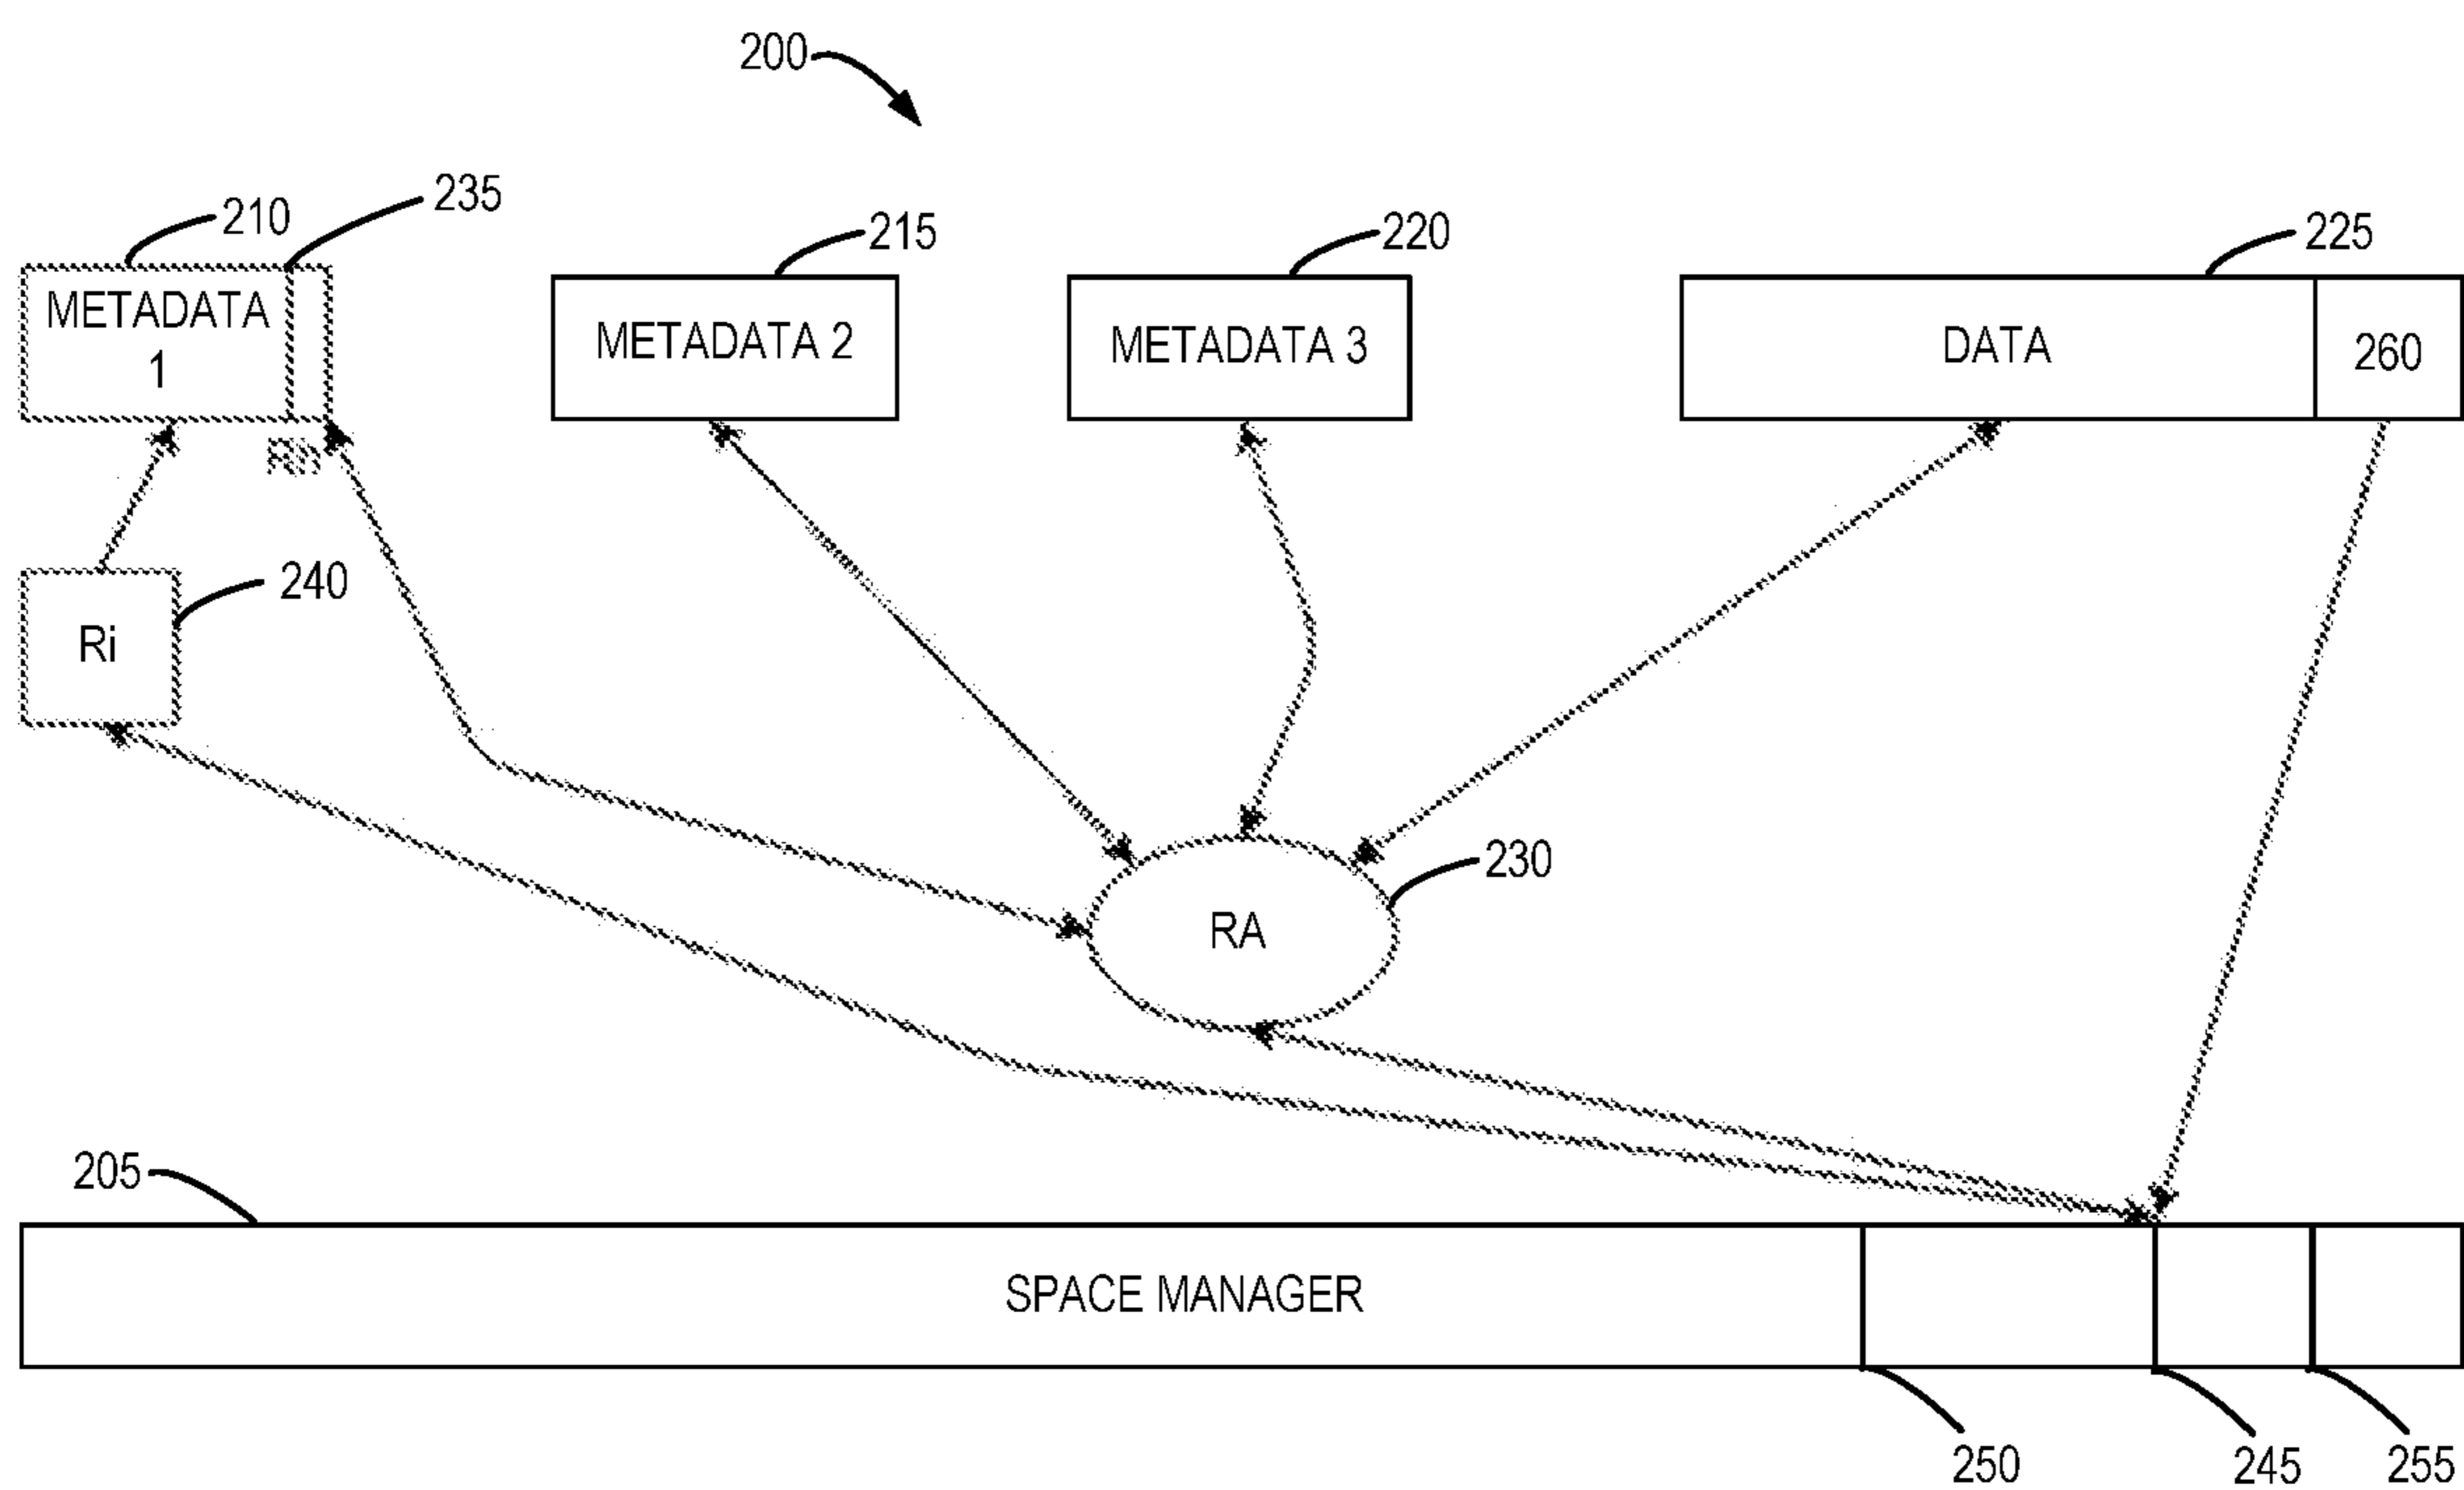 200
210
235
215
220
225
METADATA
1
METADATA 2
METADATA 3
DATA
260
240
Ri
230
RA
205
SPACE MANAGER
250
245
255